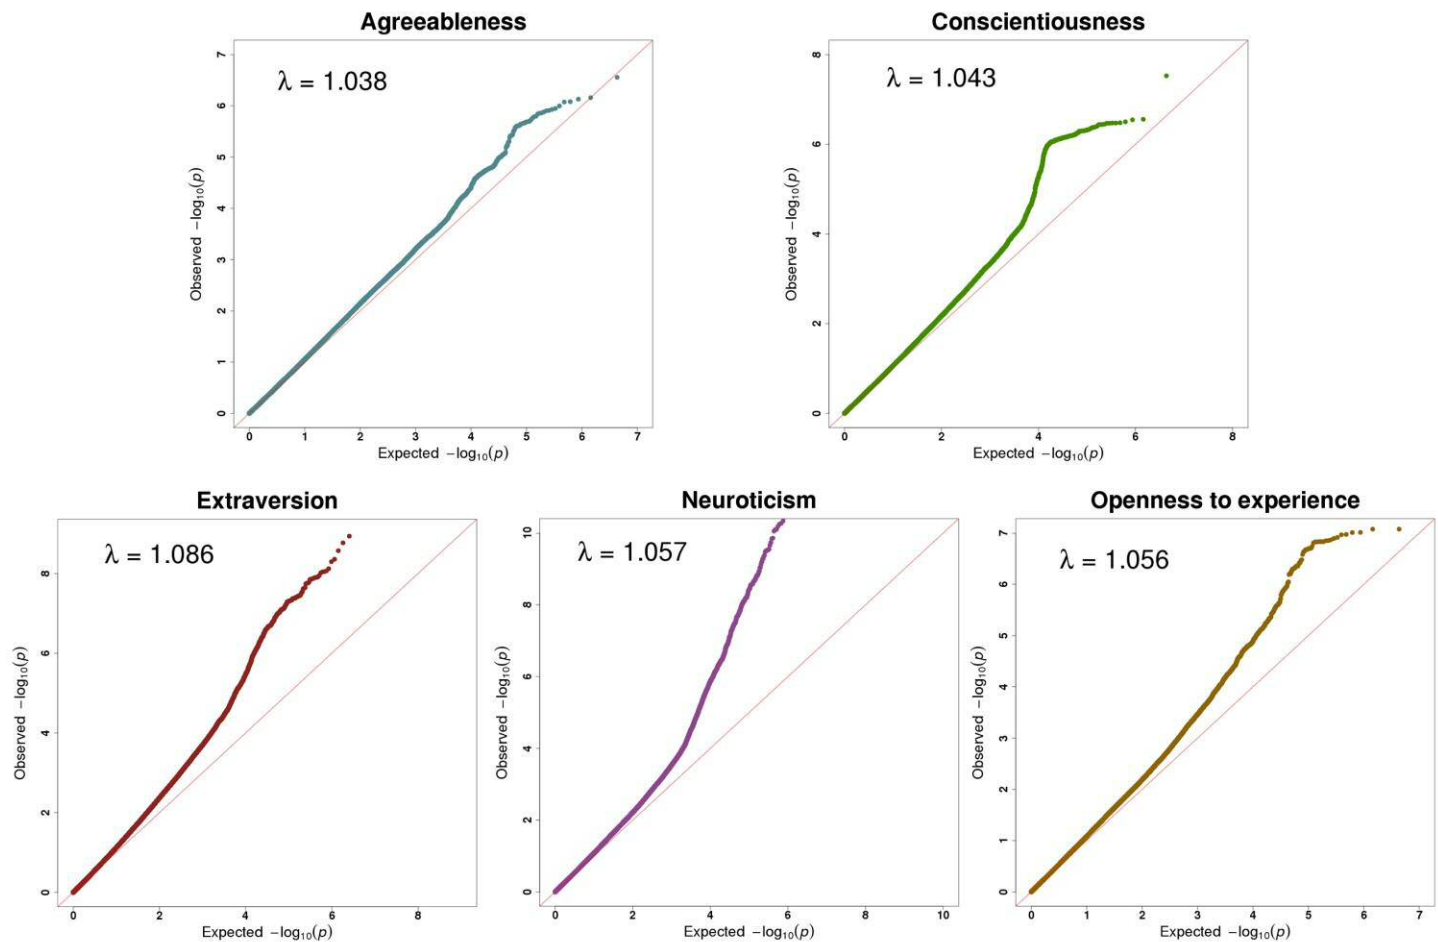 Agreeableness
λ = 1.038
Observed −log₁₀(p)
7
6
5
4
3
2
1
0
0 1 2 3 4 5 6 7
Expected −log₁₀(p)
Conscientiousness
λ = 1.043
Observed −log₁₀(p)
8
6
4
2
0
0 2 4 6 8
Expected −log₁₀(p)
Extraversion
λ = 1.086
Observed −log₁₀(p)
8
6
4
2
0
0 2 4 6 8
Expected −log₁₀(p)
Neuroticism
λ = 1.057
Observed −log₁₀(p)
10
8
6
4
2
0
0 2 4 6 8 10
Expected −log₁₀(p)
Openness to experience
λ = 1.056
Observed −log₁₀(p)
7
6
5
4
3
2
1
0
0 1 2 3 4 5 6 7
Expected −log₁₀(p)